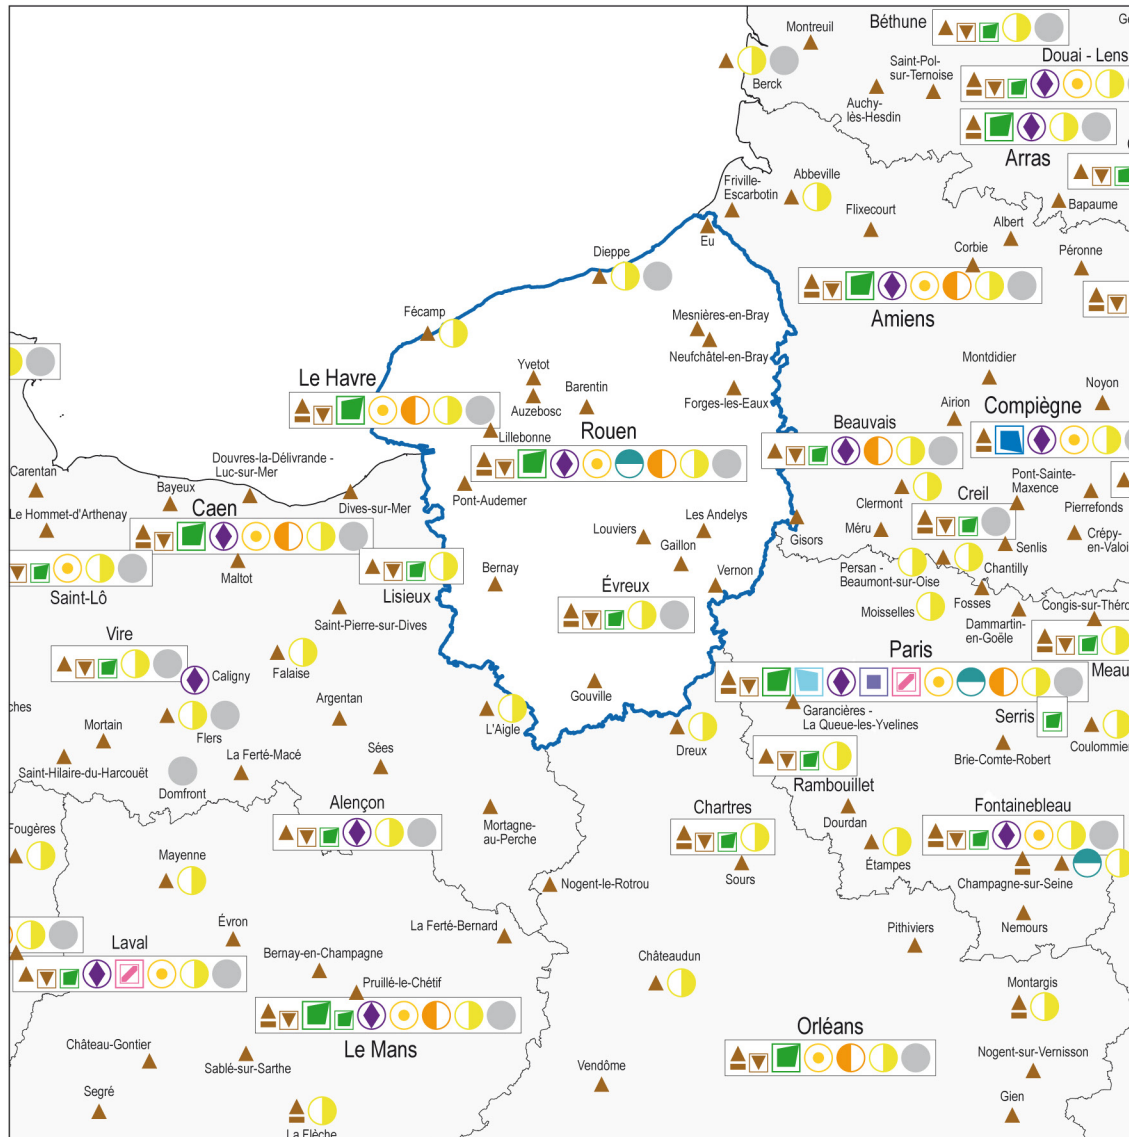 Montreuil
Béthune
Ge
Saint-Pol-
sur-Ternoise
Douai - Lens
Berck
Auchy
lès-Hesdin
Arras
Friville-
Escarbotin
Abbeville
Flixecourt
Bapaume
Albert
Eu
Dieppe
Corbie
Péronne
Amiens
Fécamp
Mesnières-en-Bray
Neufchâtel-en-Bray
Yvetot
Montdidier
Le Havre
Barentin
Noyon
Auzebosc
Forges-les-Eaux
Airion
Compiègne
Beauvais
Lillebonne
Rouen
Douvres-la-Délivrande -
Luc-sur-Mer
Carentan
Bayeux
Pont-Audemer
Clermont
Creil
Pont-Sainte-
Maxence
Pierrefonds
Le Hommet-d'Arthenay
Caen
Dives-sur-Mer
Louviers
Les Andelys
Gisors
Méru
Crépy-
en-Valoi
Senlis
Maltot
Gaillon
Persan -
Beaumont-sur-Oise
Chantilly
Saint-Lô
Lisieux
Bernay
Évreux
Vernon
Moisselles
Fosses
Dammartin-
en-Goële
Congis-sur-Théro
Saint-Pierre-sur-Dives
Vire
Paris
Meau
Falaise
Caligny
Gouville
Argentan
Garancières -
La Queue-les-Yvelines
Serris
ches
Mortain
Flers
L'Aigle
Dreux
Coulommier
Saint-Hilaire-du-Harcouët
La Ferté-Macé
Sées
Brie-Comte-Robert
Domfront
Rambouillet
Alençon
Mortagne-
au-Perche
Chartres
Dourdan
Fontainebleau
Fougères
Mayenne
Étampes
Sours
Nogent-le-Rotrou
Champagne-sur-Seine
Évron
La Ferté-Bernard
Pithiviers
Nemours
Laval
Bernay-en-Champagne
Châteaudun
Pruillé-le-Chétif
Montargis
Le Mans
Orléans
Château-Gontier
Sablé-sur-Sarthe
Nogent-sur-Vernisson
Vendôme
Segré
Gien
La Flèche